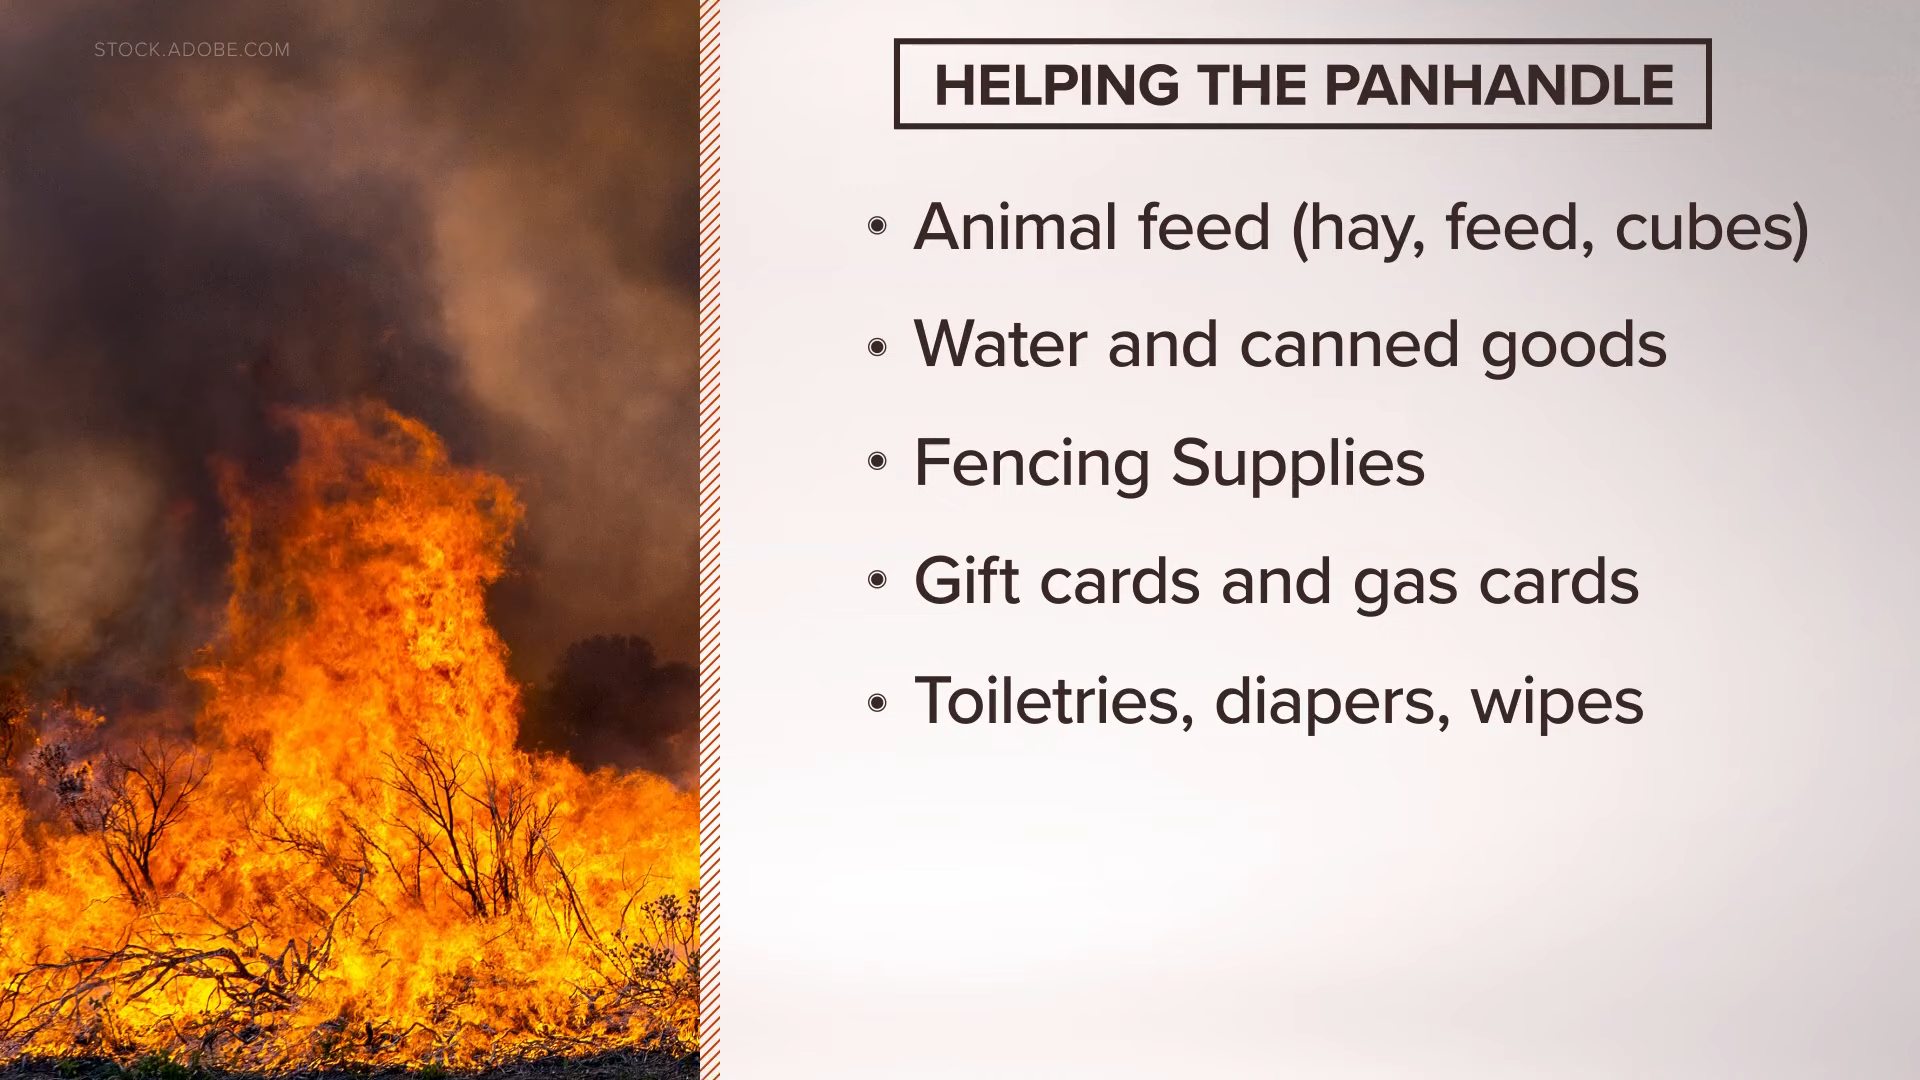 STOCK.ADOBE.COM
HELPING THE PANHANDLE
• Animal feed (hay, feed, cubes)
• Water and canned goods
• Fencing Supplies
• Gift cards and gas cards
• Toiletries, diapers, wipes